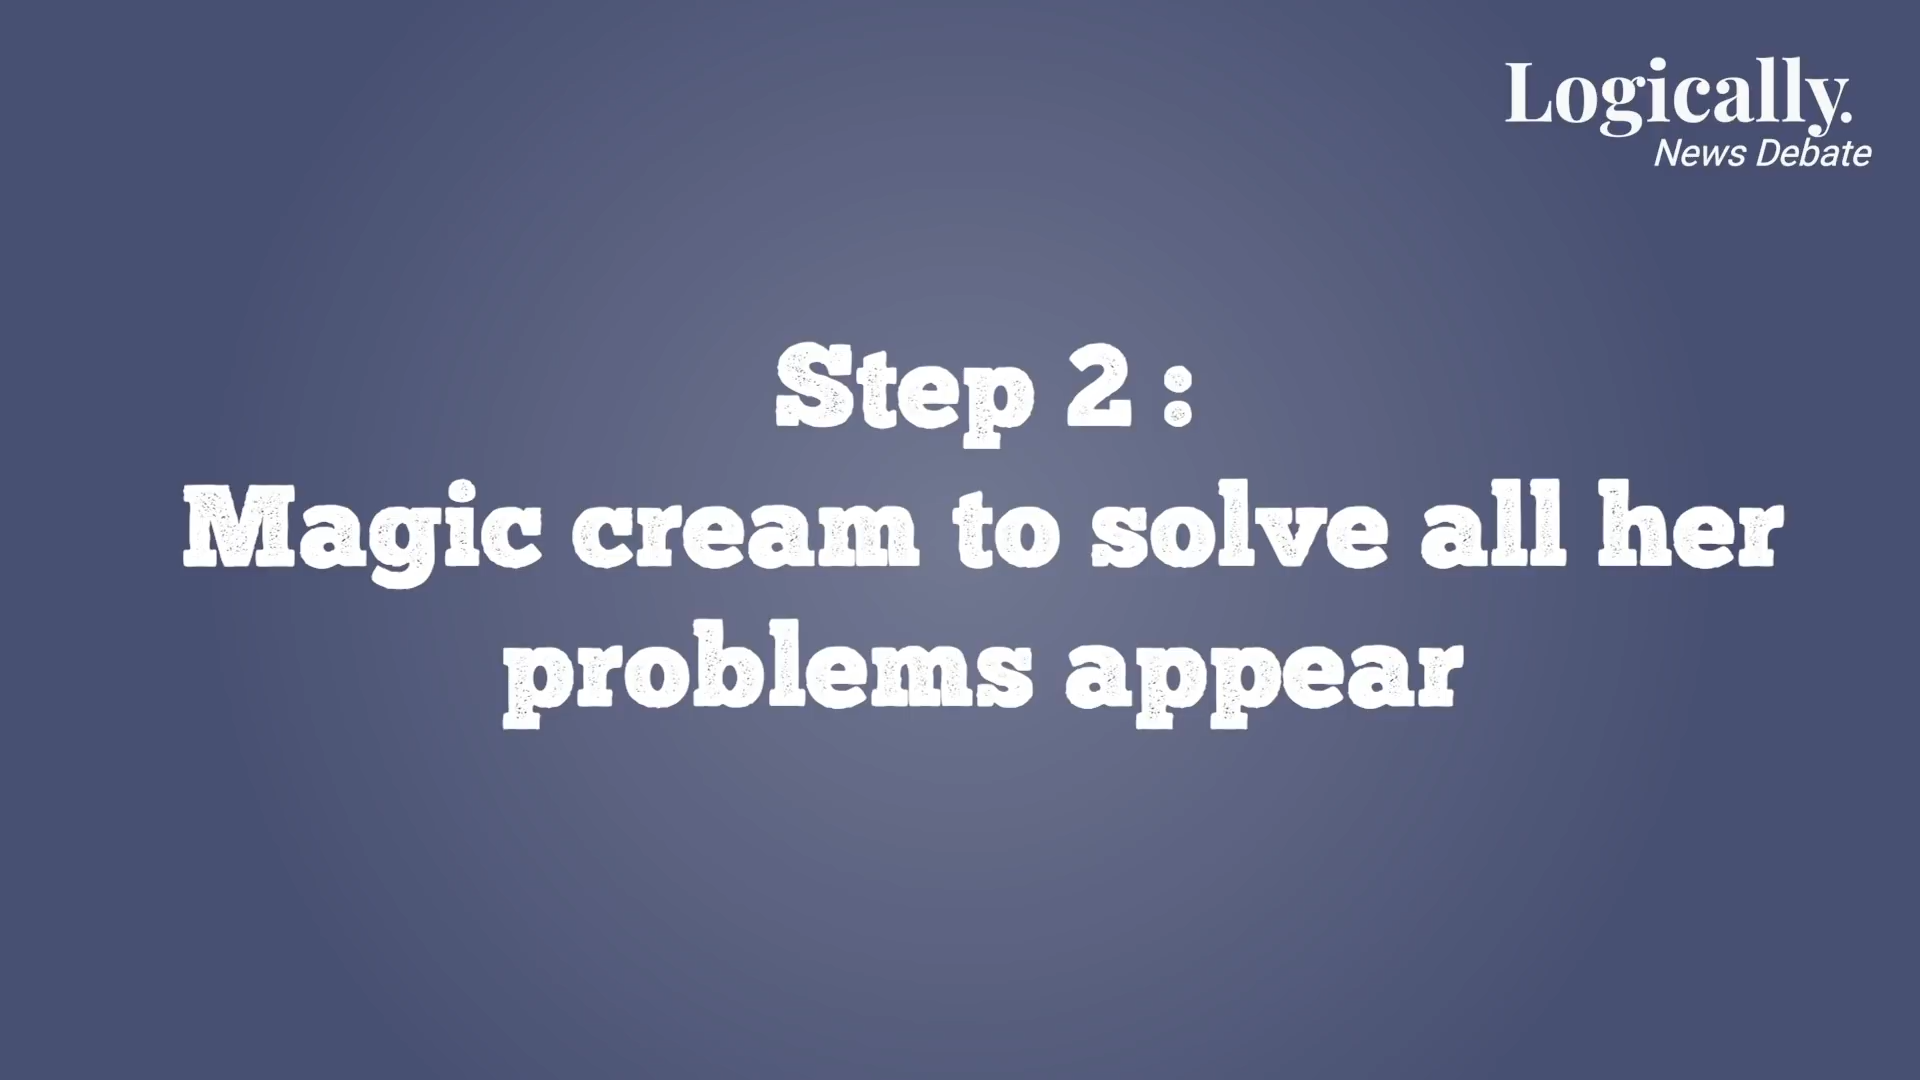 Logically.
News Debate
Step 2 :
Magic cream to solve all her
problems appear